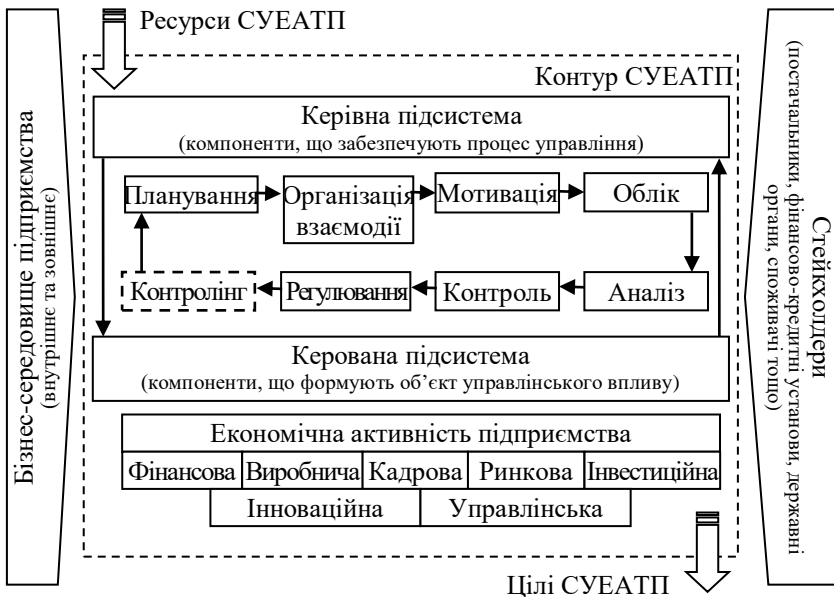 Ресурси СУЕАТП
Контур СУЕАТП
Бізнес-середовище підприємства
(внутрішнє та зовнішнє)
Керівна підсистема
(компоненти, що забезпечують процес управління)
Планування
Організація
взаємодії
Мотивація
Облік
Контролінг
Регулювання
Контроль
Аналіз
Керована підсистема
(компоненти, що формують об’єкт управлінського впливу)
Економічна активність підприємства
Фінансова
Виробнича
Кадрова
Ринкова
Інвестиційна
Інноваційна
Управлінська
Цілі СУЕАТП
Стейкхолдери
(постачальники, фінансово-кредитні установи, державні
органи, споживачі тощо)